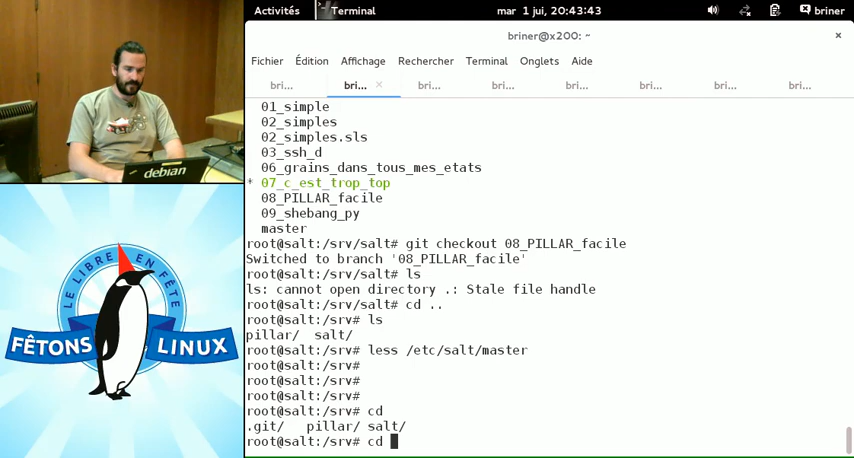 Activités
Terminal
mar 1 jui, 20:43:43
briner
briner@x200: ~
×
Fichier Édition Affichage Rechercher Terminal Onglets Aide
bri... bri... × bri... bri... bri... bri... bri... bri...
01_simple
02_simples
02_simples.sls
03_ssh_d
06_grains_dans_tous_mes_etats
* 07_c_est_trop_top
08_PILLAR_facile
09_shebang_py
master
root@salt:/srv/salt# git checkout 08_PILLAR_facile
Switched to branch '08_PILLAR_facile'
root@salt:/srv/salt# ls
ls: cannot open directory .: Stale file handle
root@salt:/srv/salt# cd ..
root@salt:/srv# ls
pillar/ salt/
root@salt:/srv# less /etc/salt/master
root@salt:/srv#
root@salt:/srv#
root@salt:/srv#
root@salt:/srv# cd
.git/ pillar/ salt/
root@salt:/srv# cd
debian
LE LIBRE EN FÊTE
FÊTONS LINUX